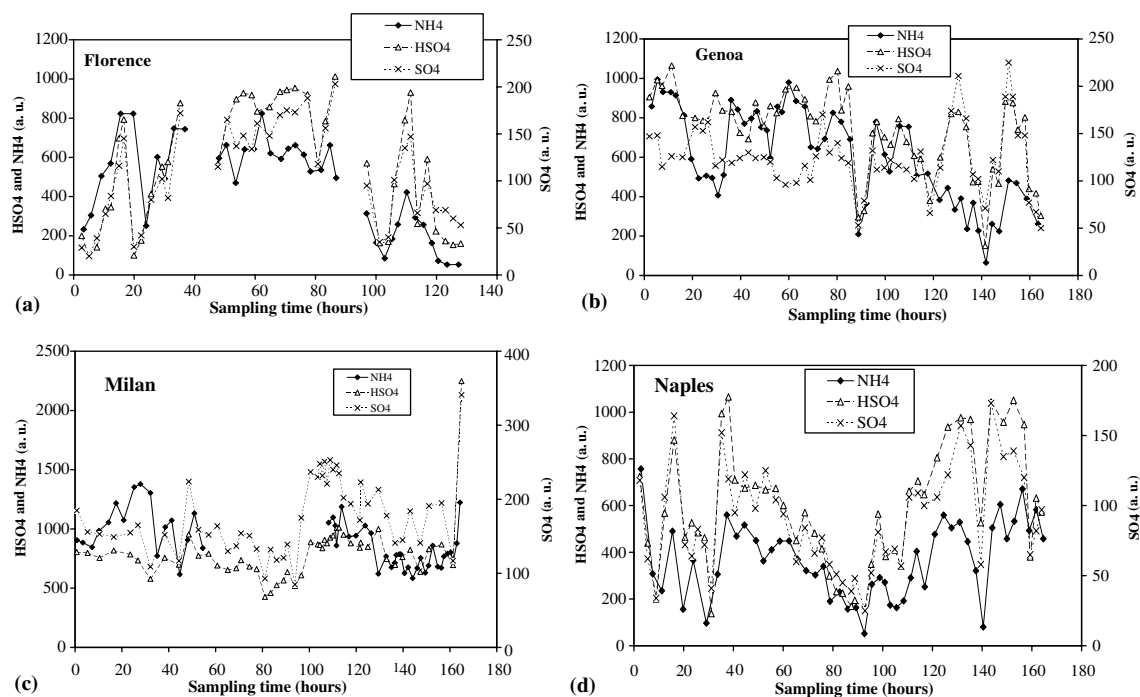 NH4
HSO4
SO4
Florence
1200
1000
800
600
400
200
0
250
200
150
100
50
0
HSO4 and NH4 (a. u.)
SO4 (a. u.)
0 20 40 60 80 100 120 140
Sampling time (hours)
(a)
NH4
HSO4
SO4
Genoa
1200
1000
800
600
400
200
0
250
200
150
100
50
0
HSO4 and NH4 (a. u.)
SO4 (a. u.)
0 20 40 60 80 100 120 140 160 180
Sampling time (hours)
(b)
NH4
HSO4
SO4
Milan
2500
2000
1500
1000
500
0
400
300
200
100
0
HSO4 and NH4 (a. u.)
SO4 (a. u.)
0 20 40 60 80 100 120 140 160 180
Sampling time (hours)
(c)
NH4
HSO4
SO4
Naples
1200
1000
800
600
400
200
0
200
150
100
50
0
HSO4 and NH4 (a. u.)
SO4 (a. u.)
0 20 40 60 80 100 120 140 160 180
Sampling time (hours)
(d)